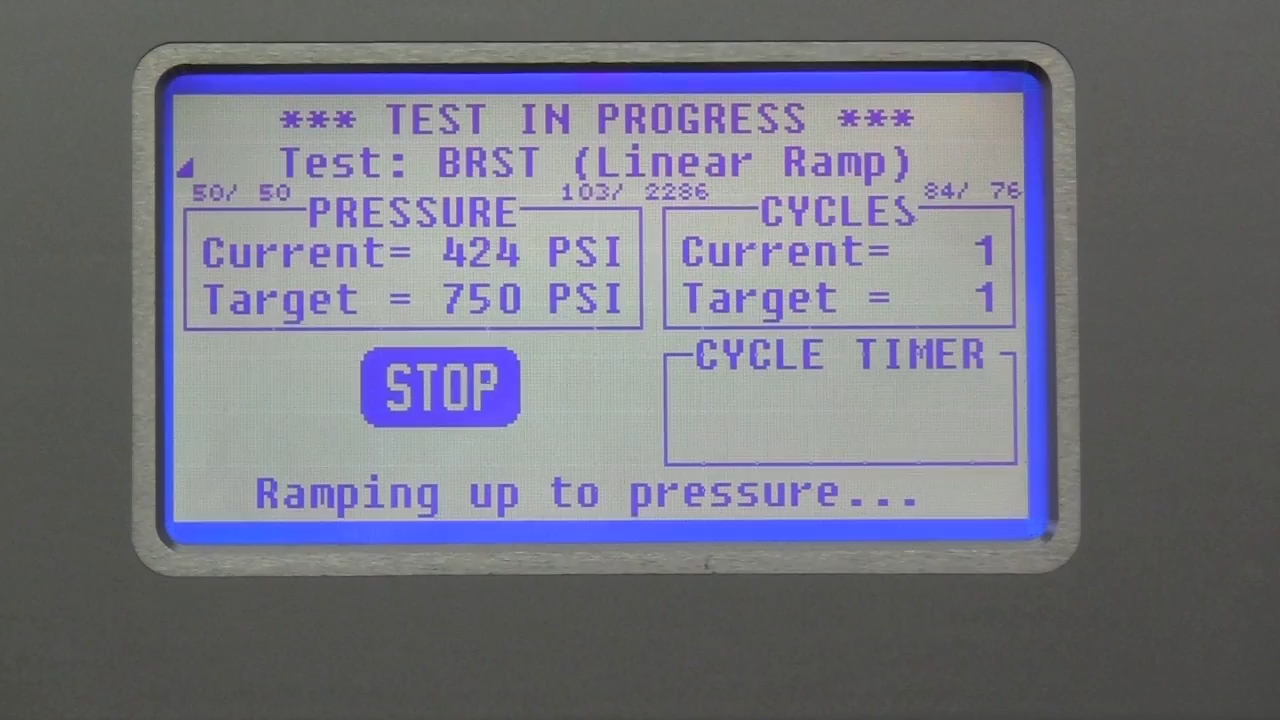 *** TEST IN PROGRESS ***
Test: BRST (Linear Ramp)
50/ 50 103/ 2286 84/ 76
PRESSURE
Current= 424 PSI
Target = 750 PSI
CYCLES
Current= 1
Target = 1
CYCLE TIMER
STOP
Ramping up to pressure...